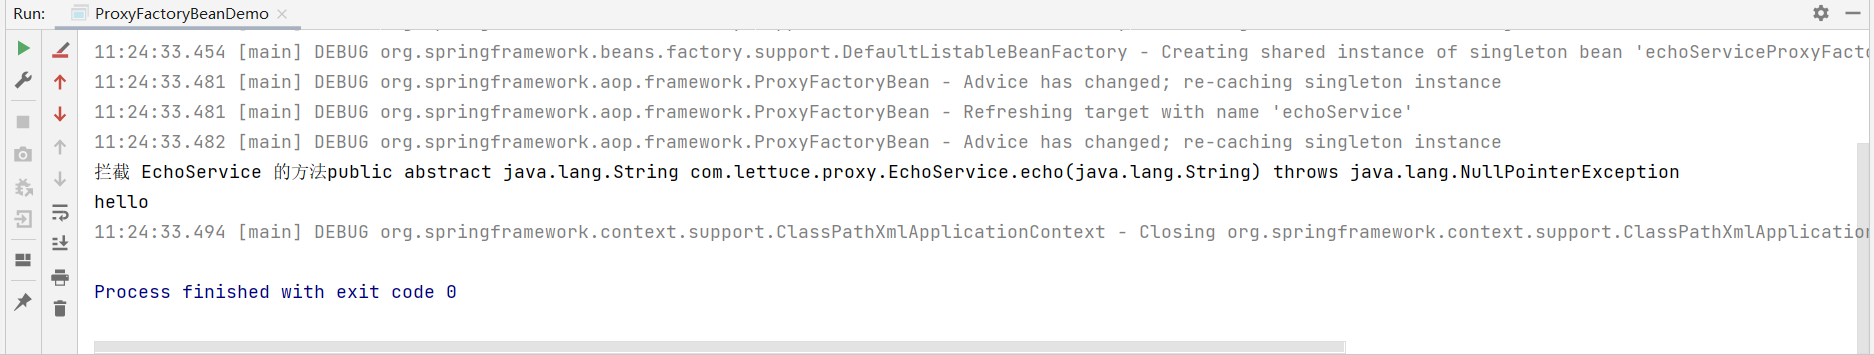 Run: ProxyFactoryBeanDemo
11:24:33.454 [main] DEBUG org.springframework.beans.factory.support.DefaultListableBeanFactory - Creating shared instance of singleton bean 'echoServiceProxyFacto
11:24:33.481 [main] DEBUG org.springframework.aop.framework.ProxyFactoryBean - Advice has changed; re-caching singleton instance
11:24:33.481 [main] DEBUG org.springframework.aop.framework.ProxyFactoryBean - Refreshing target with name 'echoService'
11:24:33.482 [main] DEBUG org.springframework.aop.framework.ProxyFactoryBean - Advice has changed; re-caching singleton instance
拦截 EchoService 的方法public abstract java.lang.String com.lettuce.proxy.EchoService.echo(java.lang.String) throws java.lang.NullPointerException
hello
11:24:33.494 [main] DEBUG org.springframework.context.support.ClassPathXmlApplicationContext - Closing org.springframework.context.support.ClassPathXmlApplication
Process finished with exit code 0